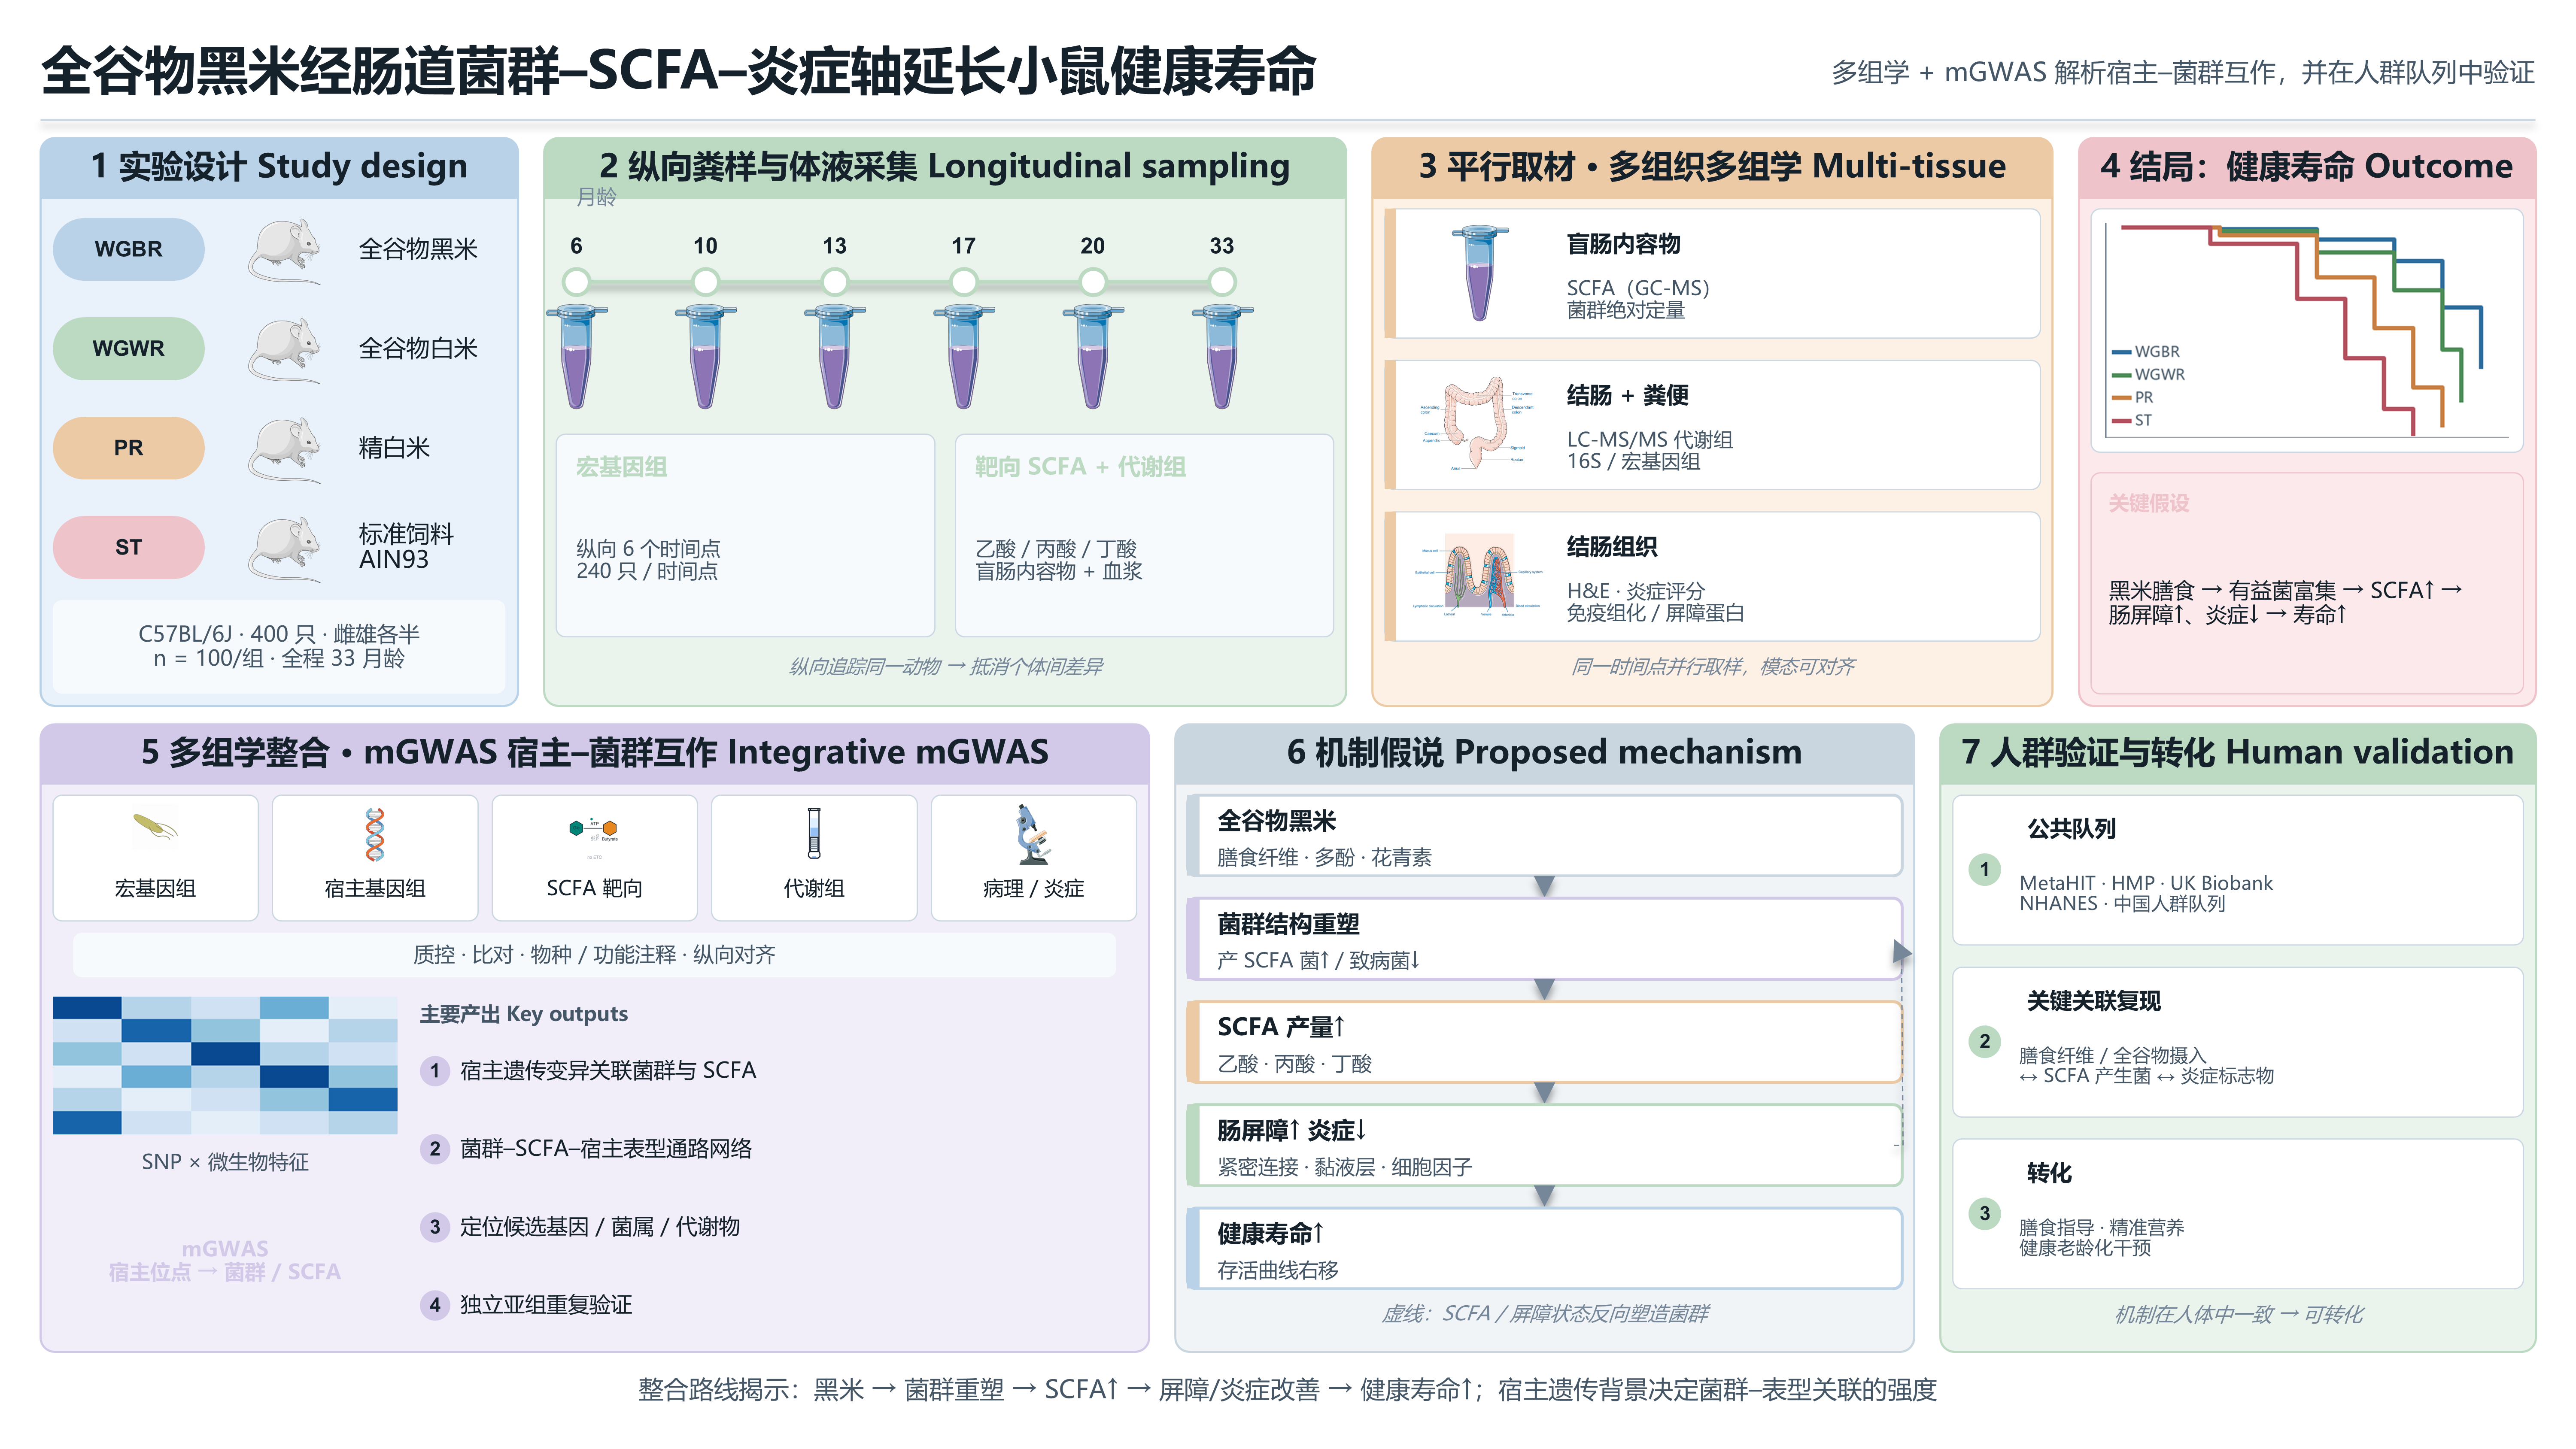 全谷物黑米经肠道菌群–SCFA–炎症轴延长小鼠健康寿命
多组学 + mGWAS 解析宿主–菌群互作，并在人群队列中验证
1 实验设计 Study design
WGBR
全谷物黑米
WGWR
全谷物白米
PR
精白米
ST
标准饲料
AIN93
C57BL/6J · 400 只 · 雌雄各半
n = 100/组 · 全程 33 月龄
2 纵向粪样与体液采集 Longitudinal sampling
月龄
6 10 13 17 20 33
宏基因组
纵向 6 个时间点
240 只 / 时间点
靶向 SCFA + 代谢组
乙酸 / 丙酸 / 丁酸
盲肠内容物 + 血浆
纵向追踪同一动物 → 抵消个体间差异
3 平行取材 • 多组织多组学 Multi-tissue
盲肠内容物
SCFA（GC-MS）
菌群绝对定量
Transverse
colon
Ascending
colon
Descendant
colon
Caecum
Appendix
Sigmoid
Rectum
Anus
结肠 + 粪便
LC-MS/MS 代谢组
16S / 宏基因组
结肠组织
H&E · 炎症评分
免疫组化 / 屏障蛋白
同一时间点并行取样，模态可对齐
4 结局：健康寿命 Outcome
WGBR
WGWR
PR
ST
关键假设
黑米膳食 → 有益菌富集 → SCFA↑ →
肠屏障↑、炎症↓ → 寿命↑
5 多组学整合 • mGWAS 宿主–菌群互作 Integrative mGWAS
宏基因组
宿主基因组
ATP
Butyrate
SCFA 靶向
代谢组
病理 / 炎症
质控 · 比对 · 物种 / 功能注释 · 纵向对齐
SNP × 微生物特征
mGWAS
宿主位点 → 菌群 / SCFA
主要产出 Key outputs
1 宿主遗传变异关联菌群与 SCFA
2 菌群–SCFA–宿主表型通路网络
3 定位候选基因 / 菌属 / 代谢物
4 独立亚组重复验证
6 机制假说 Proposed mechanism
全谷物黑米
膳食纤维 · 多酚 · 花青素
菌群结构重塑
产 SCFA 菌↑ / 致病菌↓
SCFA 产量↑
乙酸 · 丙酸 · 丁酸
肠屏障↑ 炎症↓
紧密连接 · 黏液层 · 细胞因子
健康寿命↑
存活曲线右移
虚线：SCFA / 屏障状态反向塑造菌群
7 人群验证与转化 Human validation
公共队列
1
MetaHIT · HMP · UK Biobank
NHANES · 中国人群队列
关键关联复现
2
膳食纤维 / 全谷物摄入
↔ SCFA 产生菌 ↔ 炎症标志物
转化
3
膳食指导 · 精准营养
健康老龄化干预
机制在人体中一致 → 可转化
整合路线揭示：黑米 → 菌群重塑 → SCFA↑ → 屏障/炎症改善 → 健康寿命↑；宿主遗传背景决定菌群–表型关联的强度